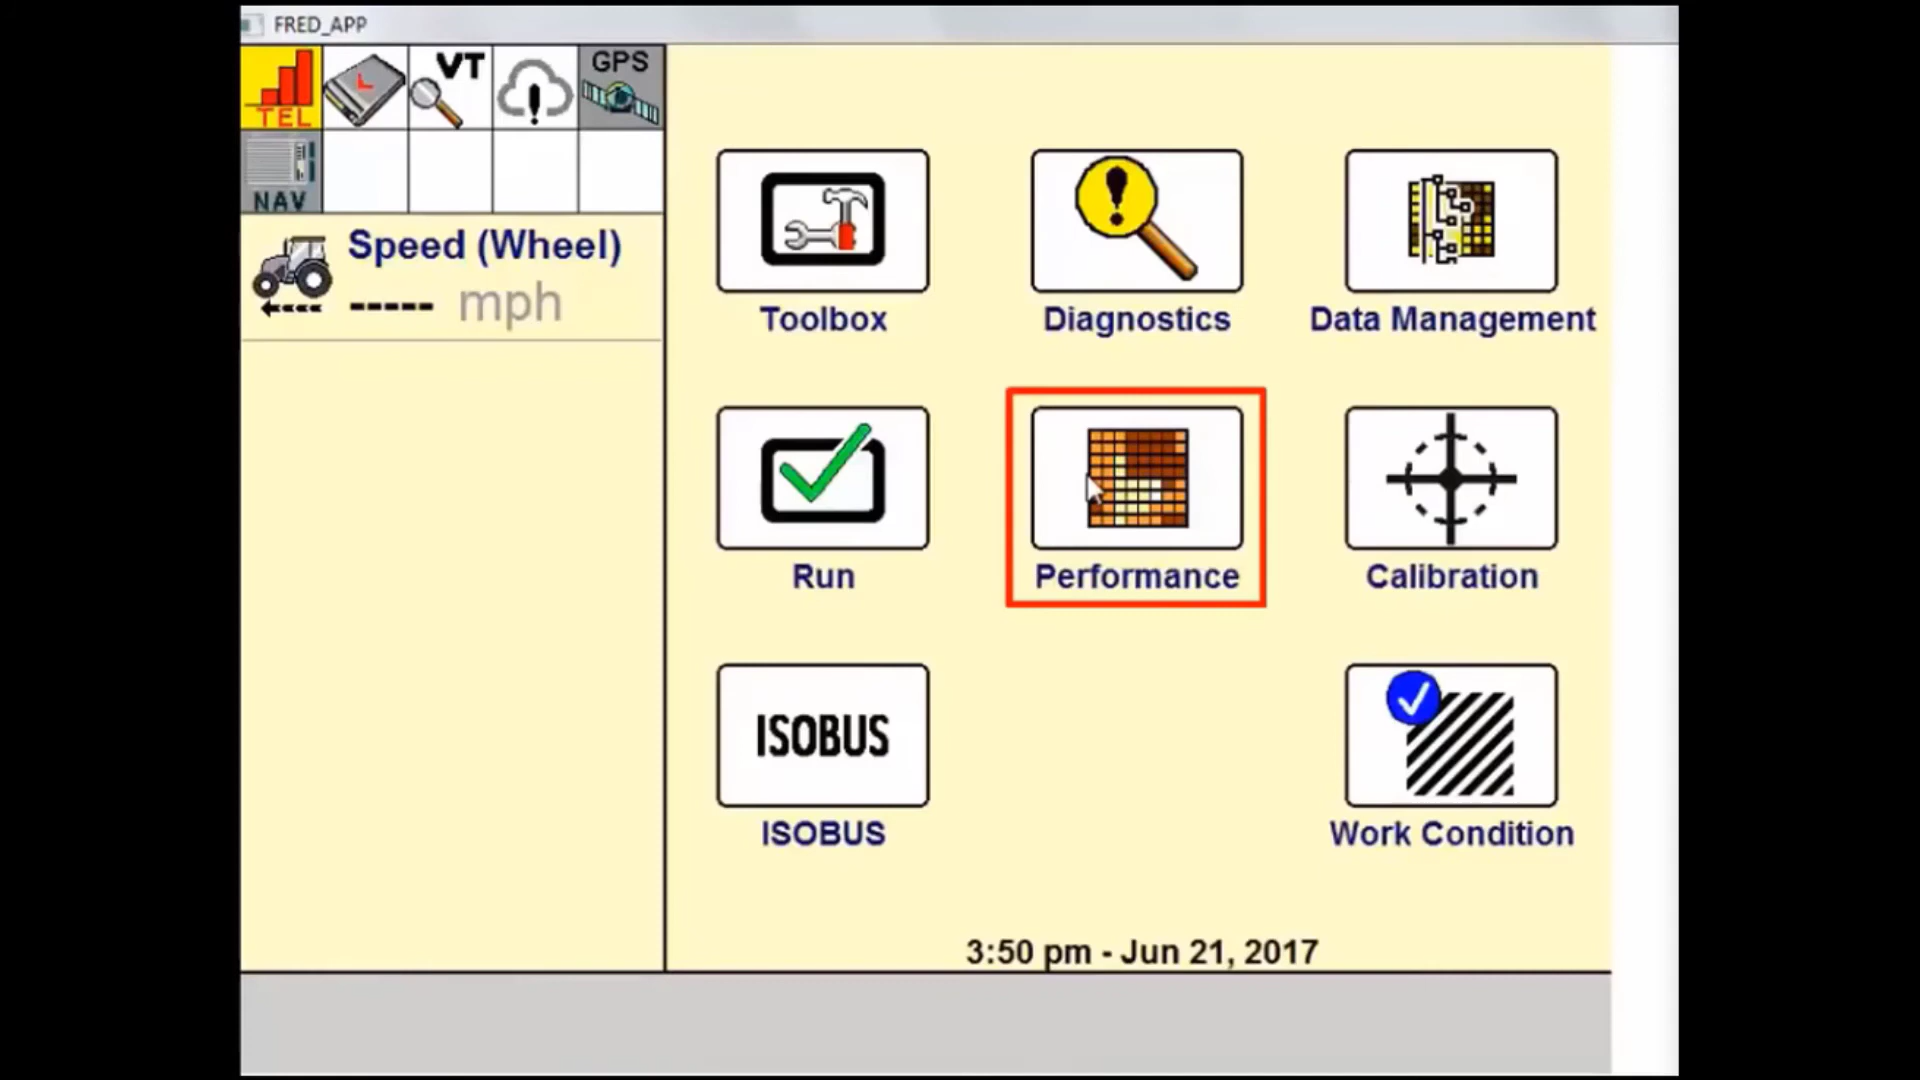 FRED_APP
TEL
VT
GPS
NAV
Speed (Wheel)
----- mph
Toolbox
Diagnostics
Data Management
Run
Performance
Calibration
ISOBUS
ISOBUS
Work Condition
3:50 pm - Jun 21, 2017